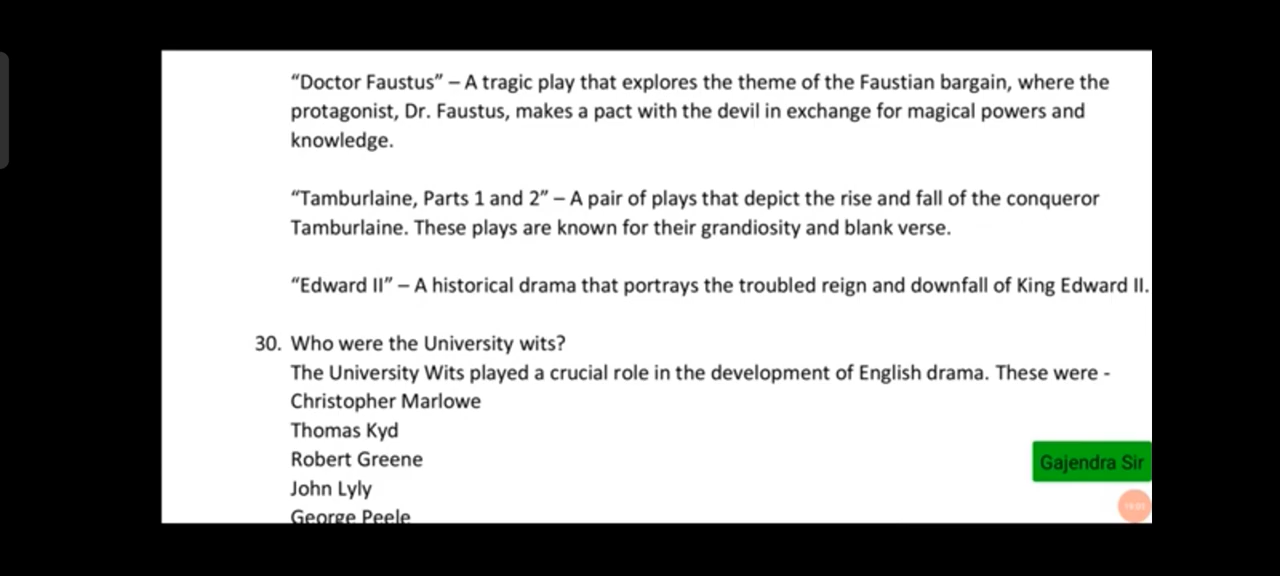 “Doctor Faustus” – A tragic play that explores the theme of the Faustian bargain, where the
protagonist, Dr. Faustus, makes a pact with the devil in exchange for magical powers and
knowledge.
“Tamburlaine, Parts 1 and 2” – A pair of plays that depict the rise and fall of the conqueror
Tamburlaine. These plays are known for their grandiosity and blank verse.
“Edward II” – A historical drama that portrays the troubled reign and downfall of King Edward II.
30. Who were the University wits?
The University Wits played a crucial role in the development of English drama. These were -
Christopher Marlowe
Thomas Kyd
Robert Greene
Gajendra Sir
John Lyly
George Peele